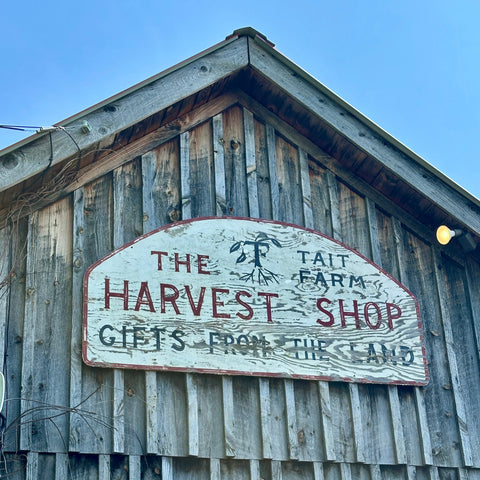 THE TAIT FARM
HARVEST SHOP
GIFTS FROM THE LAND